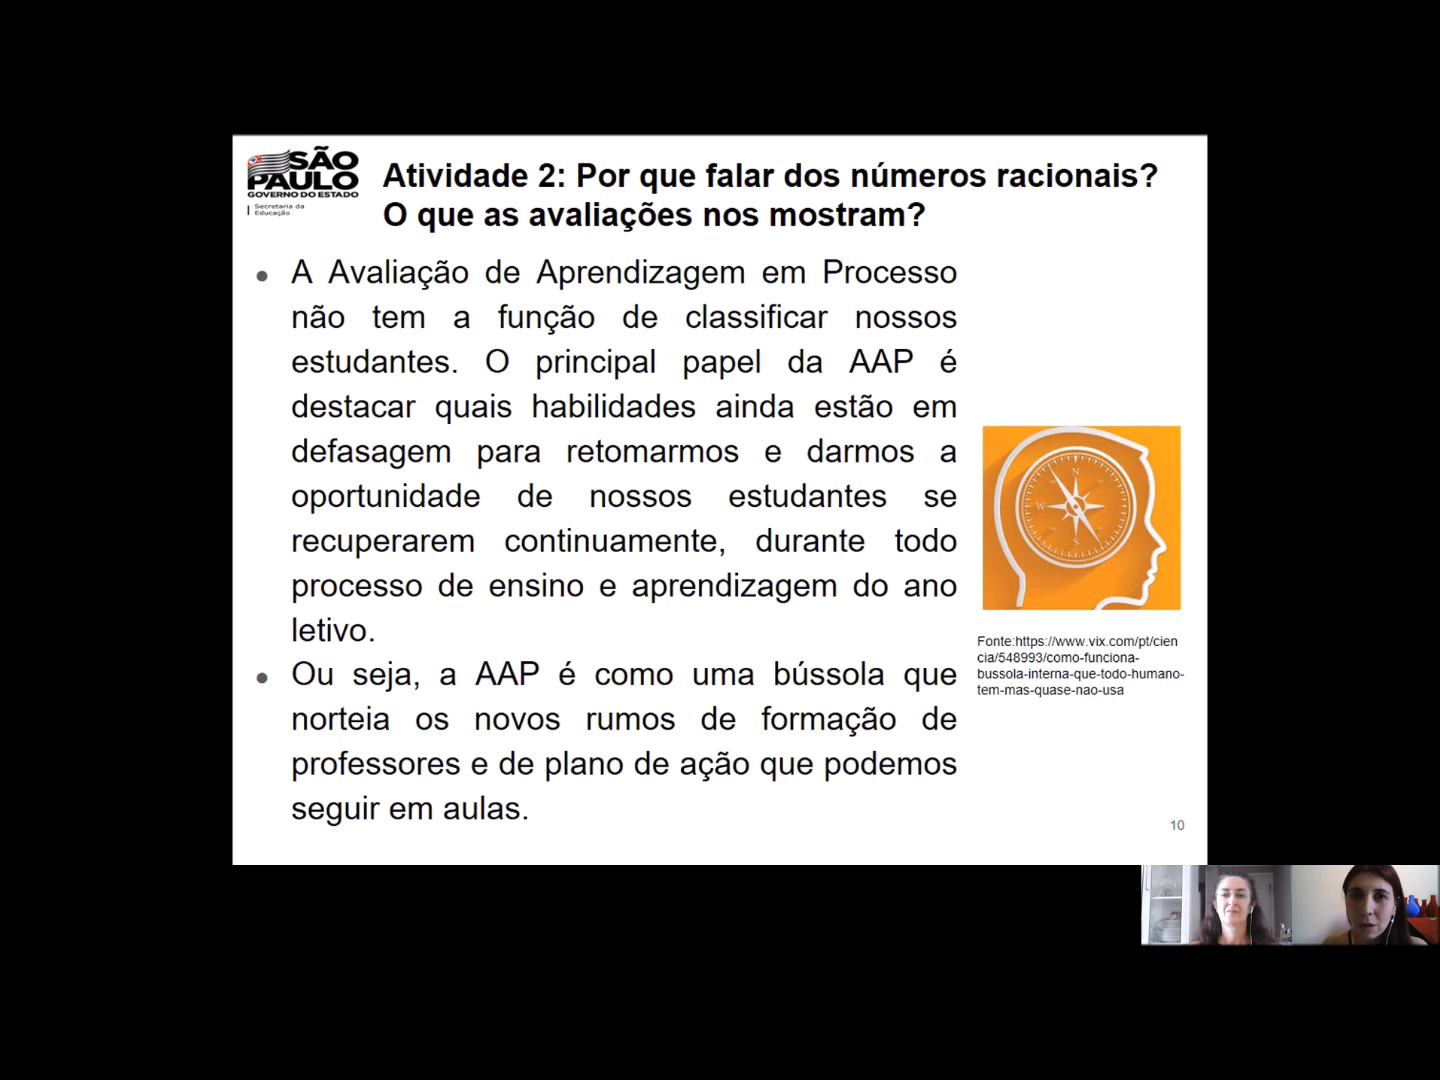 SÃO
PAULO
GOVERNO DO ESTADO
Secretaria da
Educação
Atividade 2: Por que falar dos números racionais?
O que as avaliações nos mostram?
● A Avaliação de Aprendizagem em Processo
não tem a função de classificar nossos
estudantes. O principal papel da AAP é
destacar quais habilidades ainda estão em
defasagem para retomarmos e darmos a
oportunidade de nossos estudantes se
recuperarem continuamente, durante todo
processo de ensino e aprendizagem do ano
letivo.
● Ou seja, a AAP é como uma bússola que
norteia os novos rumos de formação de
professores e de plano de ação que podemos
seguir em aulas.
N
W
S
Fonte:https://www.vix.com/pt/cien
cia/548993/como-funciona-
bussola-interna-que-todo-humano-
tem-mas-quase-nao-usa
10